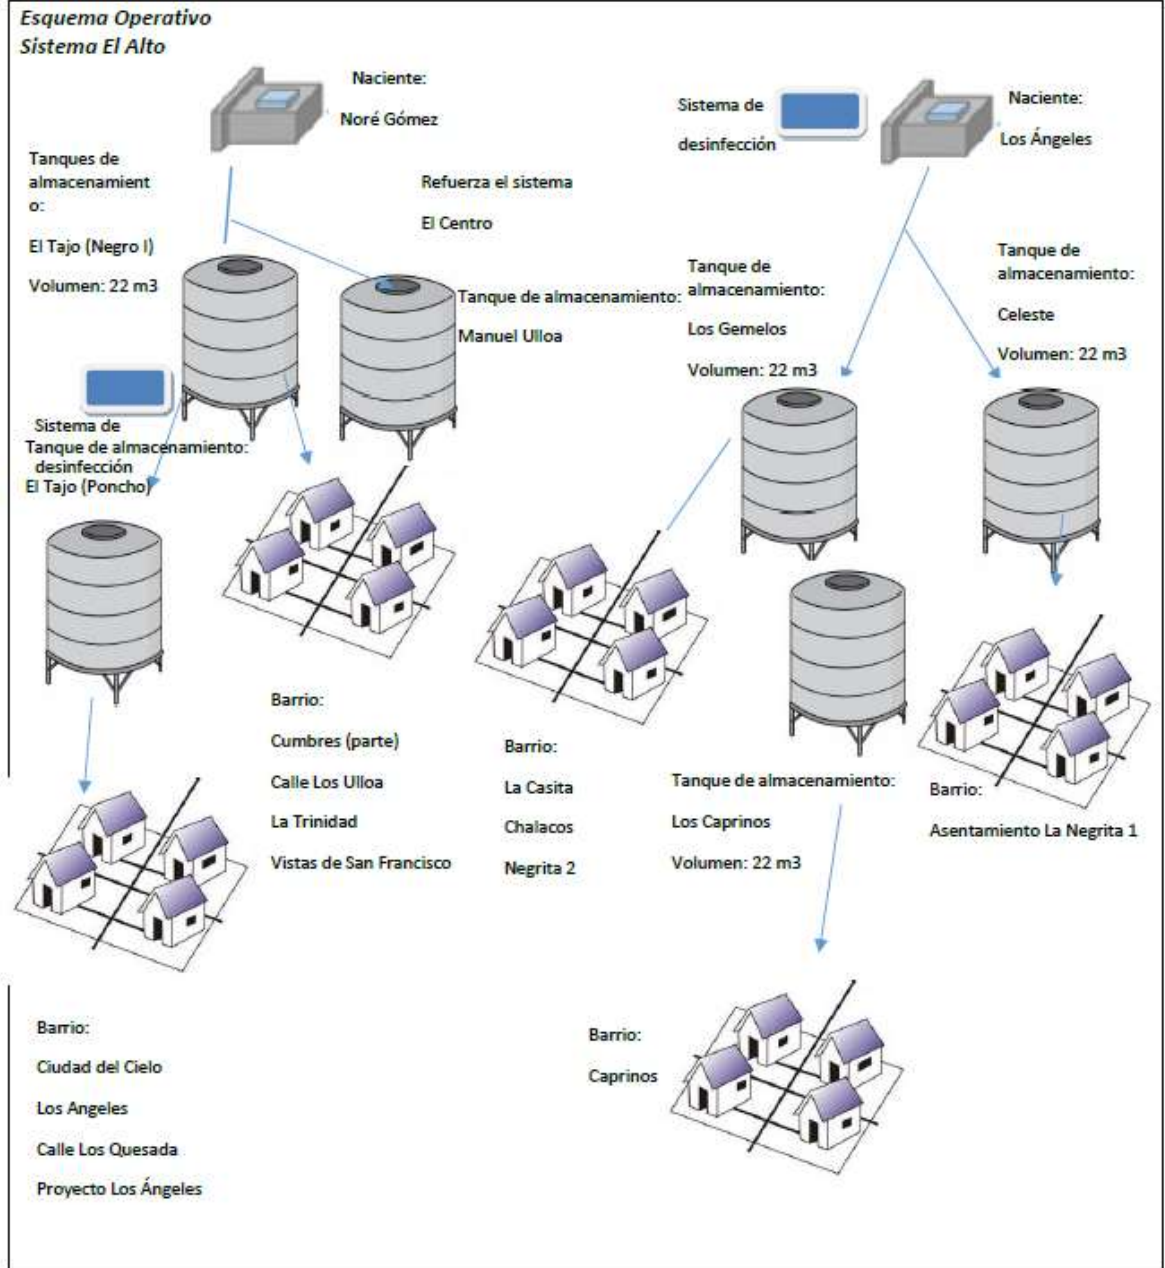 Esquema Operativo
Sistema El Alto
Naciente:
Noré Gómez
Sistema de
desinfección
Naciente:
Los Ángeles
Tanques de
almacenamient
o:
El Tajo (Negro I)
Volumen: 22 m3
Refuerza el sistema
El Centro
Tanque de almacenamiento:
Manuel Ulloa
Tanque de
almacenamiento:
Los Gemelos
Volumen: 22 m3
Tanque de
almacenamiento:
Celeste
Volumen: 22 m3
Sistema de
Tanque de almacenamiento:
desinfección
El Tajo (Poncho)
Barrio:
Cumbres (parte)
Calle Los Ulloa
La Trinidad
Vistas de San Francisco
Barrio:
La Casita
Chalacos
Negrita 2
Tanque de almacenamiento:
Los Caprinos
Volumen: 22 m3
Barrio:
Asentamiento La Negrita 1
Barrio:
Ciudad del Cielo
Los Angeles
Calle Los Quesada
Proyecto Los Ángeles
Barrio:
Caprinos